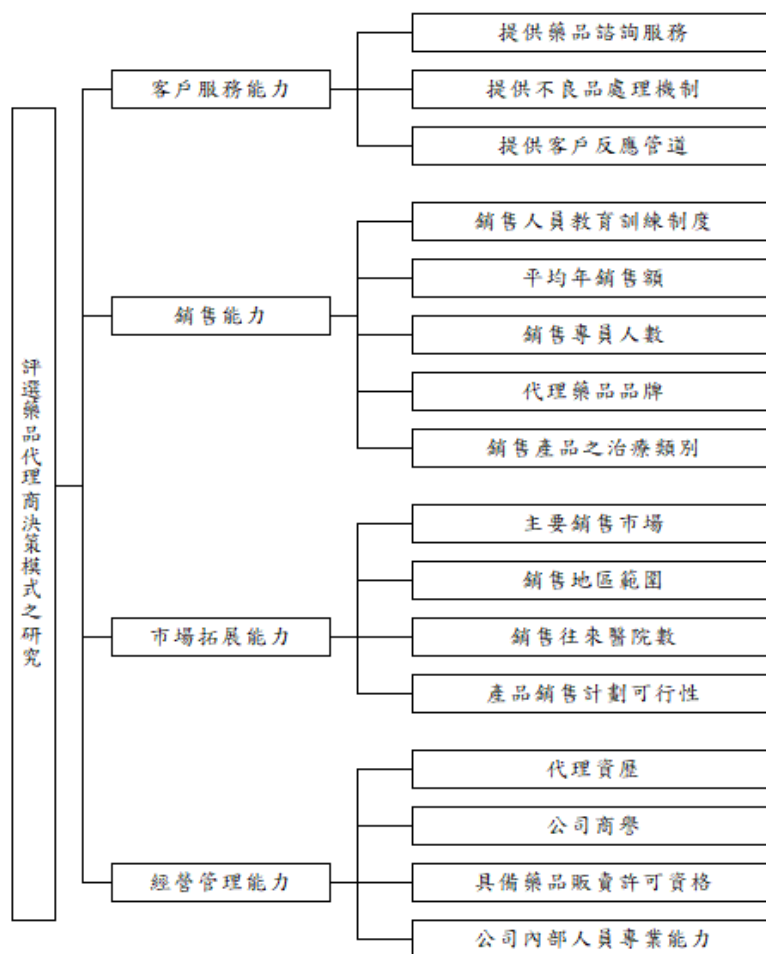 評選藥品代理商決策模式之研究
客戶服務能力
提供藥品諮詢服務
提供不良品處理機制
提供客戶反應管道
銷售能力
銷售人員教育訓練制度
平均年銷售額
銷售專員人數
代理藥品品牌
銷售產品之治療類別
市場拓展能力
主要銷售市場
銷售地區範圍
銷售往來醫院數
產品銷售計劃可行性
經營管理能力
代理資歷
公司商譽
具備藥品販賣許可資格
公司內部人員專業能力